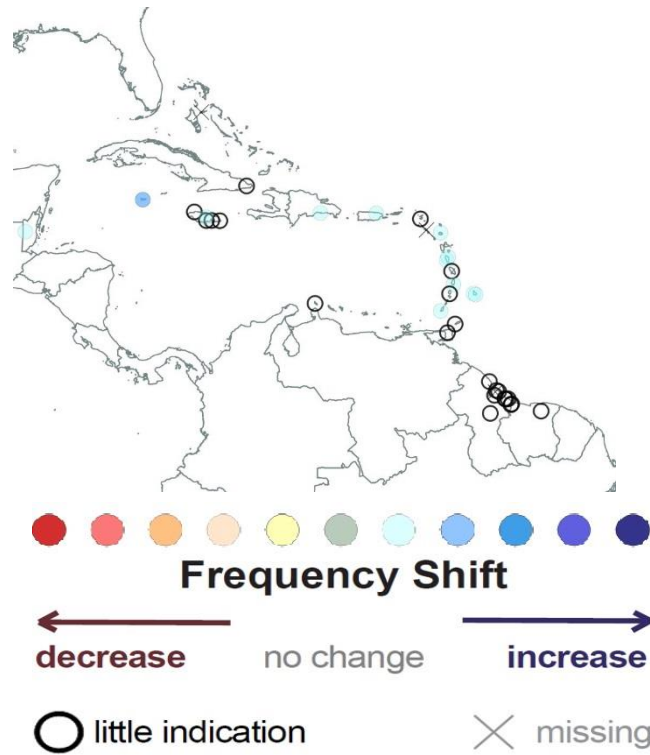 Frequency Shift
decrease no change increase
little indication missing